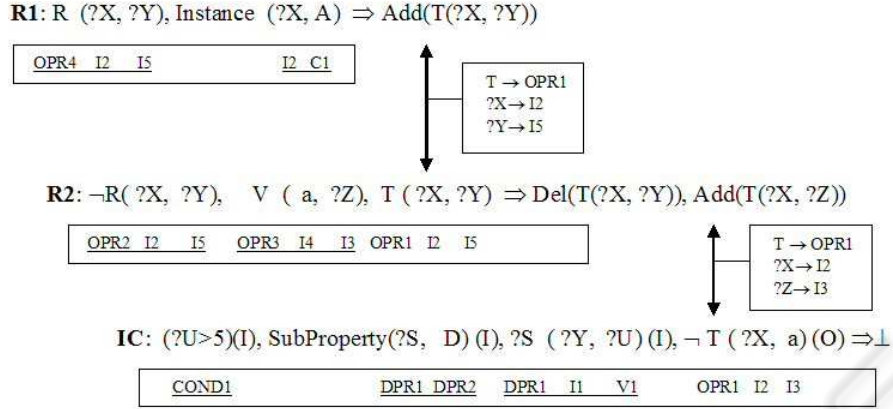 R1: R (?X, ?Y), Instance (?X, A) ⇒ Add(T(?X, ?Y))
OPR4 I2 I5 I2 C1
T → OPR1
?X→ I2
?Y→ I5
R2: ¬R( ?X, ?Y), V ( a, ?Z), T ( ?X, ?Y) ⇒ Del(T(?X, ?Y)), Add(T(?X, ?Z))
OPR2 I2 I5 OPR3 I4 I3 OPR1 I2 I5
T → OPR1
?X→ I2
?Z→ I3
IC: (?U>5)(I), SubProperty(?S, D) (I), ?S ( ?Y, ?U) (I), ¬ T ( ?X, a) (O) ⇒⊥
COND1 DPR1 DPR2 DPR1 I1 V1 OPR1 I2 I3